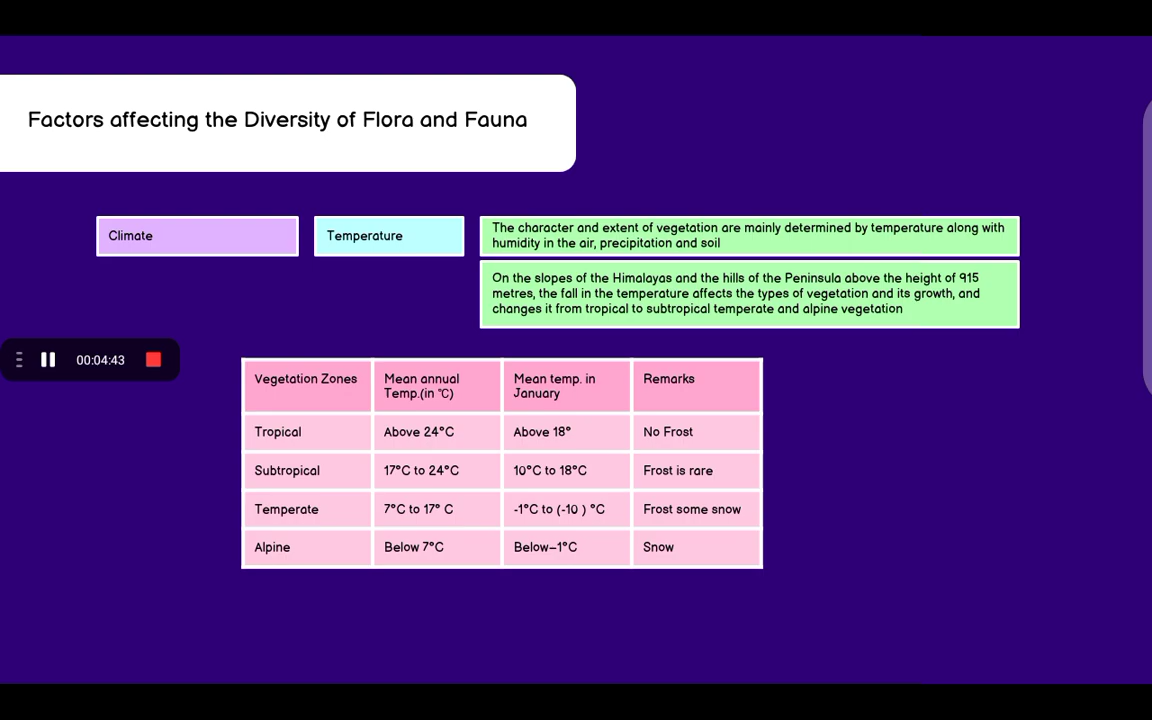 Factors affecting the Diversity of Flora and Fauna
Climate
Temperature
The character and extent of vegetation are mainly determined by temperature along with
humidity in the air, precipitation and soil
On the slopes of the Himalayas and the hills of the Peninsula above the height of 915
metres, the fall in the temperature affects the types of vegetation and its growth, and
changes it from tropical to subtropical temperate and alpine vegetation
00:04:43
Vegetation Zones
Mean annual
Temp.(in °C)
Mean temp. in
January
Remarks
Tropical
Above 24°C
Above 18°
No Frost
Subtropical
17°C to 24°C
10°C to 18°C
Frost is rare
Temperate
7°C to 17° C
-1°C to (-10 ) °C
Frost some snow
Alpine
Below 7°C
Below–1°C
Snow